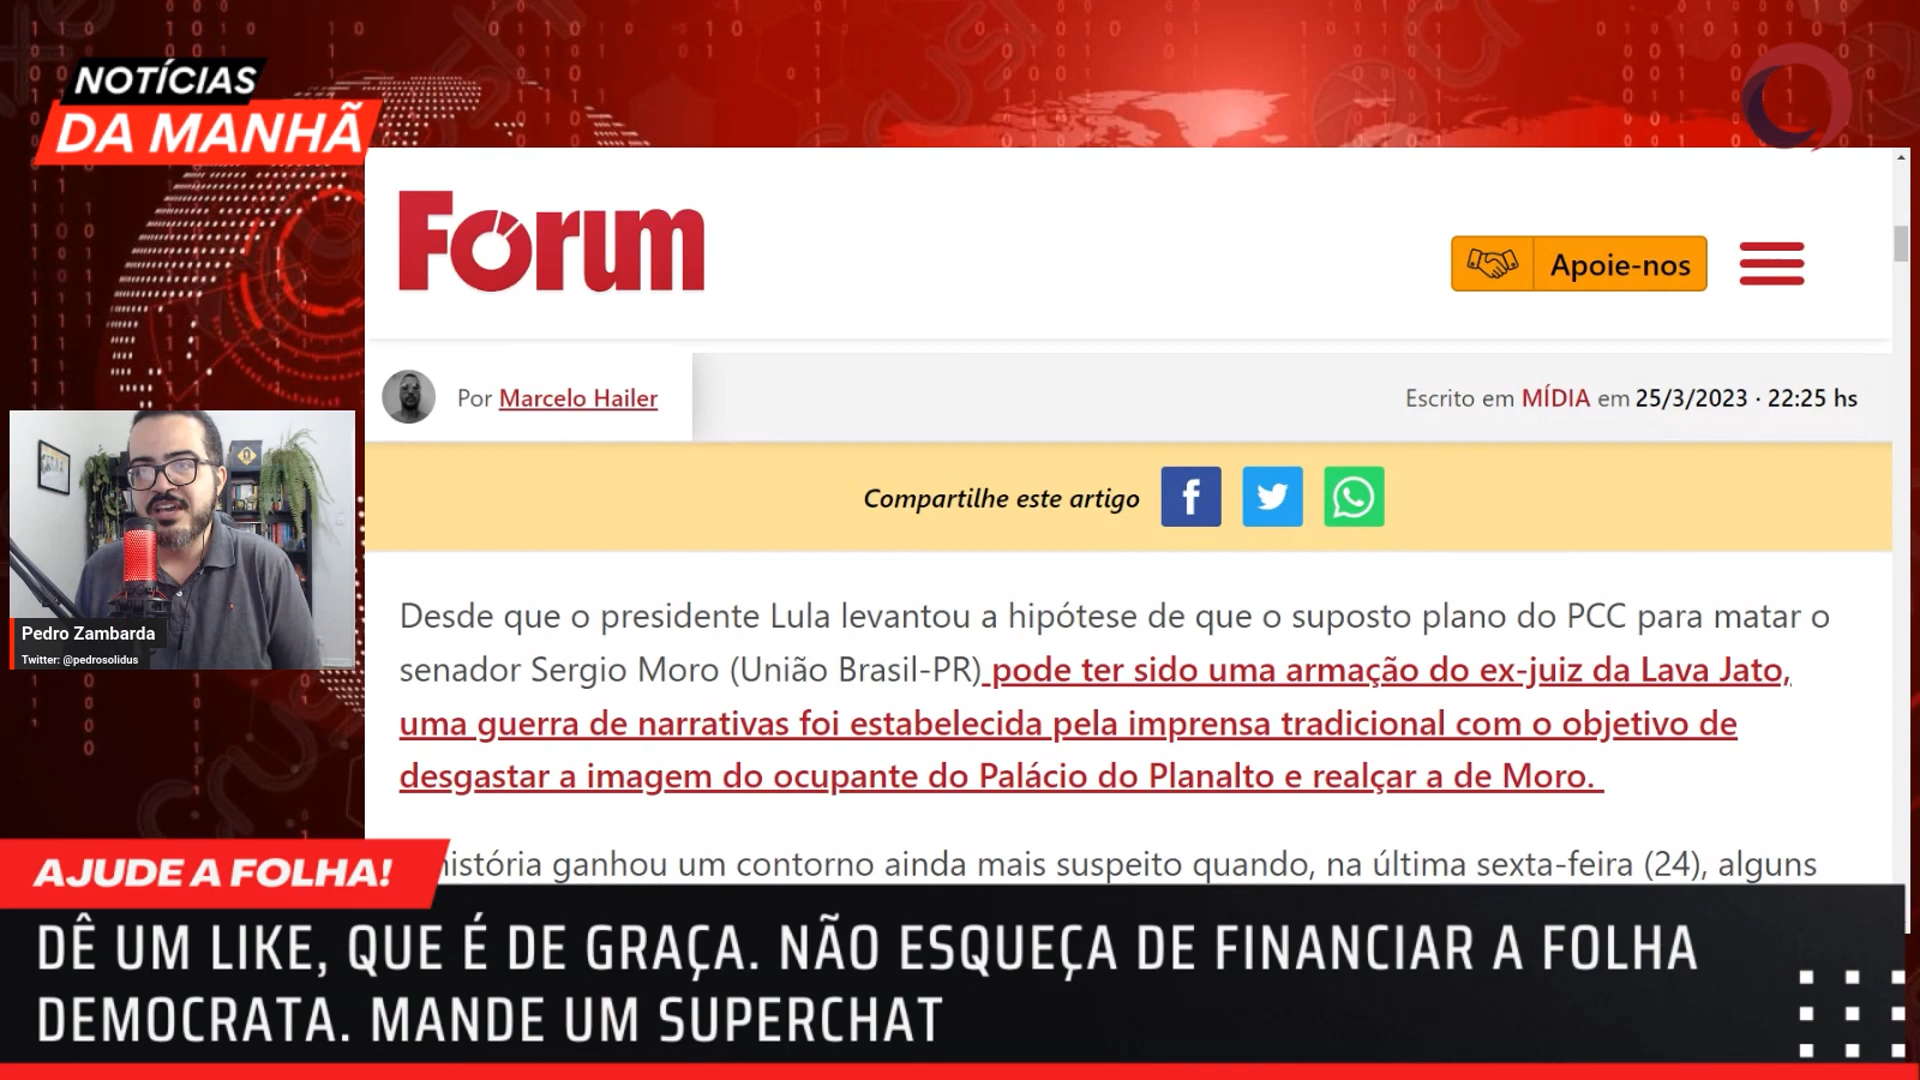 NOTÍCIAS
DA MANHÃ
Forum
Apoie-nos
Por Marcelo Hailer
Escrito em MÍDIA em 25/3/2023 · 22:25 hs
Compartilhe este artigo
Pedro Zambarda
Twitter: @pedrosolidus
Desde que o presidente Lula levantou a hipótese de que o suposto plano do PCC para matar o
senador Sergio Moro (União Brasil-PR) pode ter sido uma armação do ex-juiz da Lava Jato,
uma guerra de narrativas foi estabelecida pela imprensa tradicional com o objetivo de
desgastar a imagem do ocupante do Palácio do Planalto e realçar a de Moro.
história ganhou um contorno ainda mais suspeito quando, na última sexta-feira (24), alguns
AJUDE A FOLHA!
DÊ UM LIKE, QUE É DE GRAÇA. NÃO ESQUEÇA DE FINANCIAR A FOLHA
DEMOCRATA. MANDE UM SUPERCHAT